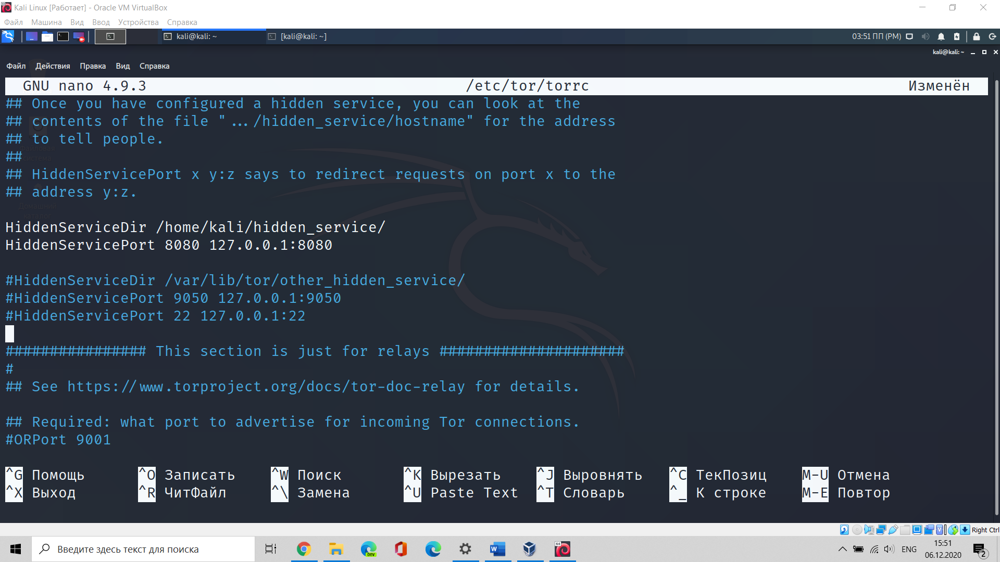 Kali Linux [Работает] - Oracle VM VirtualBox
Файл Машина Вид Ввод Устройства Справка
kali@kali: ~ [kali@kali: ~] 03:51 ПП (PM)
kali@kali: ~
Файл Действия Правка Вид Справка
GNU nano 4.9.3 /etc/tor/torrc Изменён
## Once you have configured a hidden service, you can look at the
## contents of the file ".../hidden_service/hostname" for the address
## to tell people.
##
## HiddenServicePort x y:z says to redirect requests on port x to the
## address y:z.
HiddenServiceDir /home/kali/hidden_service/
HiddenServicePort 8080 127.0.0.1:8080
#HiddenServiceDir /var/lib/tor/other_hidden_service/
#HiddenServicePort 9050 127.0.0.1:9050
#HiddenServicePort 22 127.0.0.1:22
################ This section is just for relays #####################
#
## See https://www.torproject.org/docs/tor-doc-relay for details.
## Required: what port to advertise for incoming Tor connections.
#ORPort 9001
^G Помощь ^O Записать ^W Поиск ^K Вырезать ^J Выровнять ^C ТекПозиц M-U Отмена
^X Выход ^R ЧитФайл ^\ Замена ^U Paste Text ^T Словарь ^_ К строке M-E Повтор
Right Ctrl
Введите здесь текст для поиска
DEV
64
ENG
15:51
06.12.2020
2